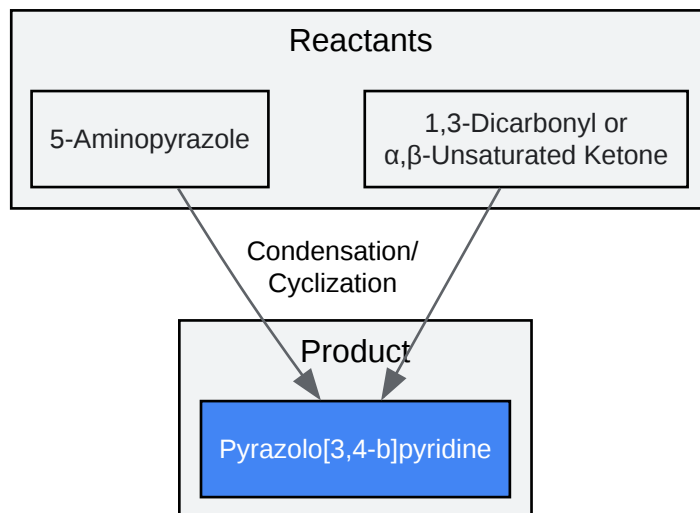 Reactants
5-Aminopyrazole
1,3-Dicarbonyl or
α,β-Unsaturated Ketone
Condensation/
Cyclization
Product
Pyrazolo[3,4-b]pyridine